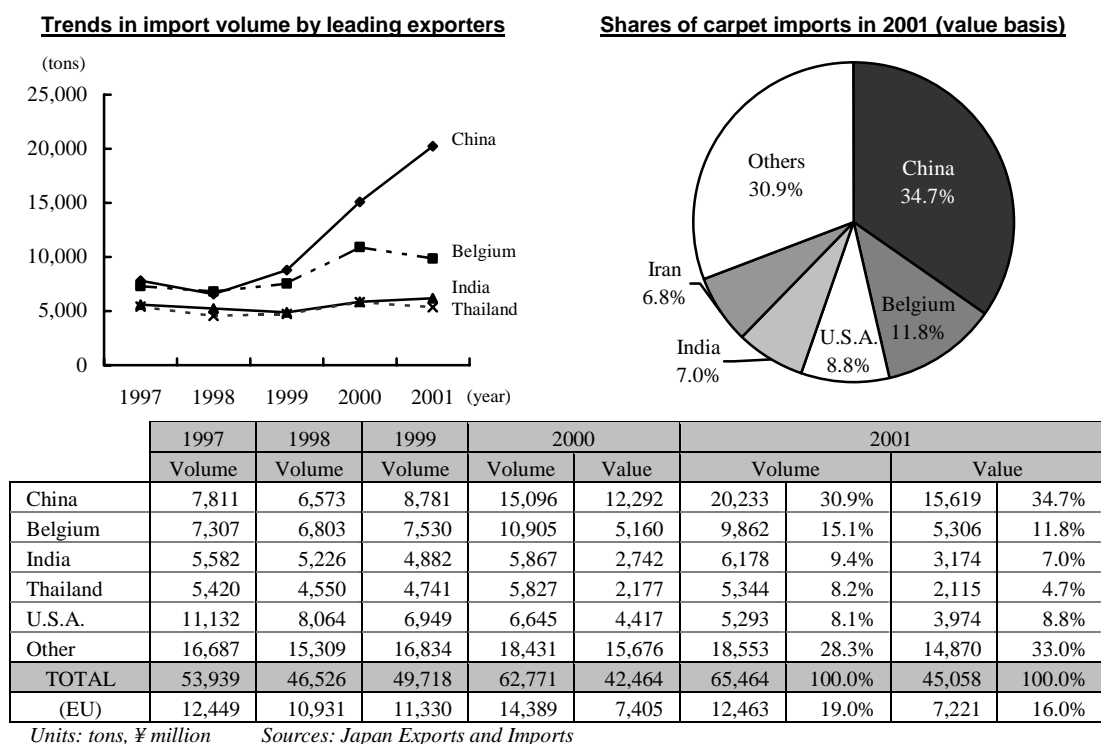 Trends in import volume by leading exporters
(tons)
25,000
20,000
15,000
10,000
5,000
0
China
Belgium
India
Thailand
1997 1998 1999 2000 2001 (year)
Shares of carpet imports in 2001 (value basis)
Others
30.9%
China
34.7%
Iran
6.8%
Belgium
11.8%
U.S.A.
8.8%
India
7.0%
1997 1998 1999 2000 2001
Volume Volume Volume Volume Value Volume Value
China 7,811 6,573 8,781 15,096 12,292 20,233 30.9% 15,619 34.7%
Belgium 7,307 6,803 7,530 10,905 5,160 9,862 15.1% 5,306 11.8%
India 5,582 5,226 4,882 5,867 2,742 6,178 9.4% 3,174 7.0%
Thailand 5,420 4,550 4,741 5,827 2,177 5,344 8.2% 2,115 4.7%
U.S.A. 11,132 8,064 6,949 6,645 4,417 5,293 8.1% 3,974 8.8%
Other 16,687 15,309 16,834 18,431 15,676 18,553 28.3% 14,870 33.0%
TOTAL 53,939 46,526 49,718 62,771 42,464 65,464 100.0% 45,058 100.0%
(EU) 12,449 10,931 11,330 14,389 7,405 12,463 19.0% 7,221 16.0%
Units: tons, ¥ million Sources: Japan Exports and Imports